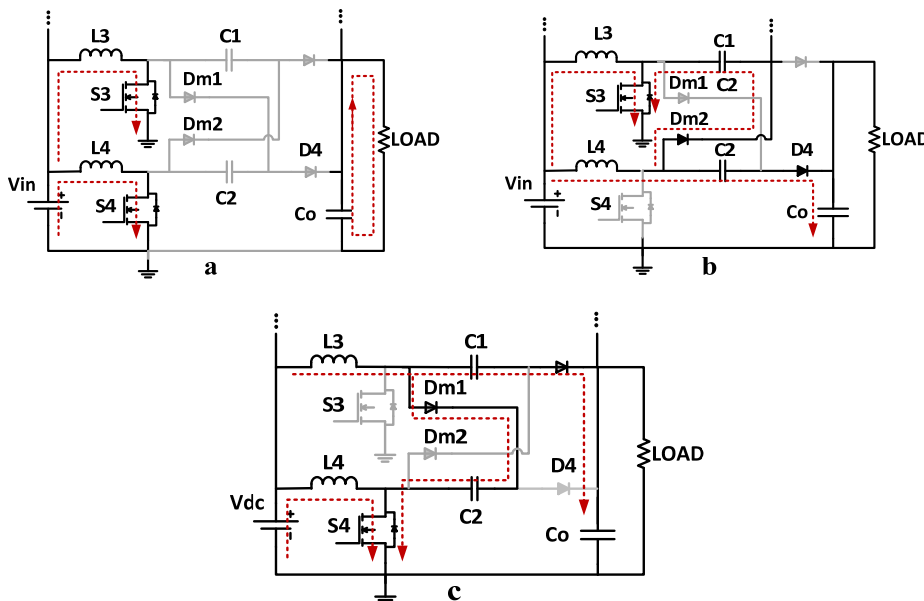 L3
C1
S3
Dm1
Dm2
LOAD
L4
D4
C2
Vin
S4
Co
a
L3
C1
S3
C2
Dm1
Dm2
LOAD
L4
C2
D4
Vin
S4
Co
b
L3
C1
S3
Dm1
Dm2
LOAD
L4
D4
C2
Vdc
S4
Co
c